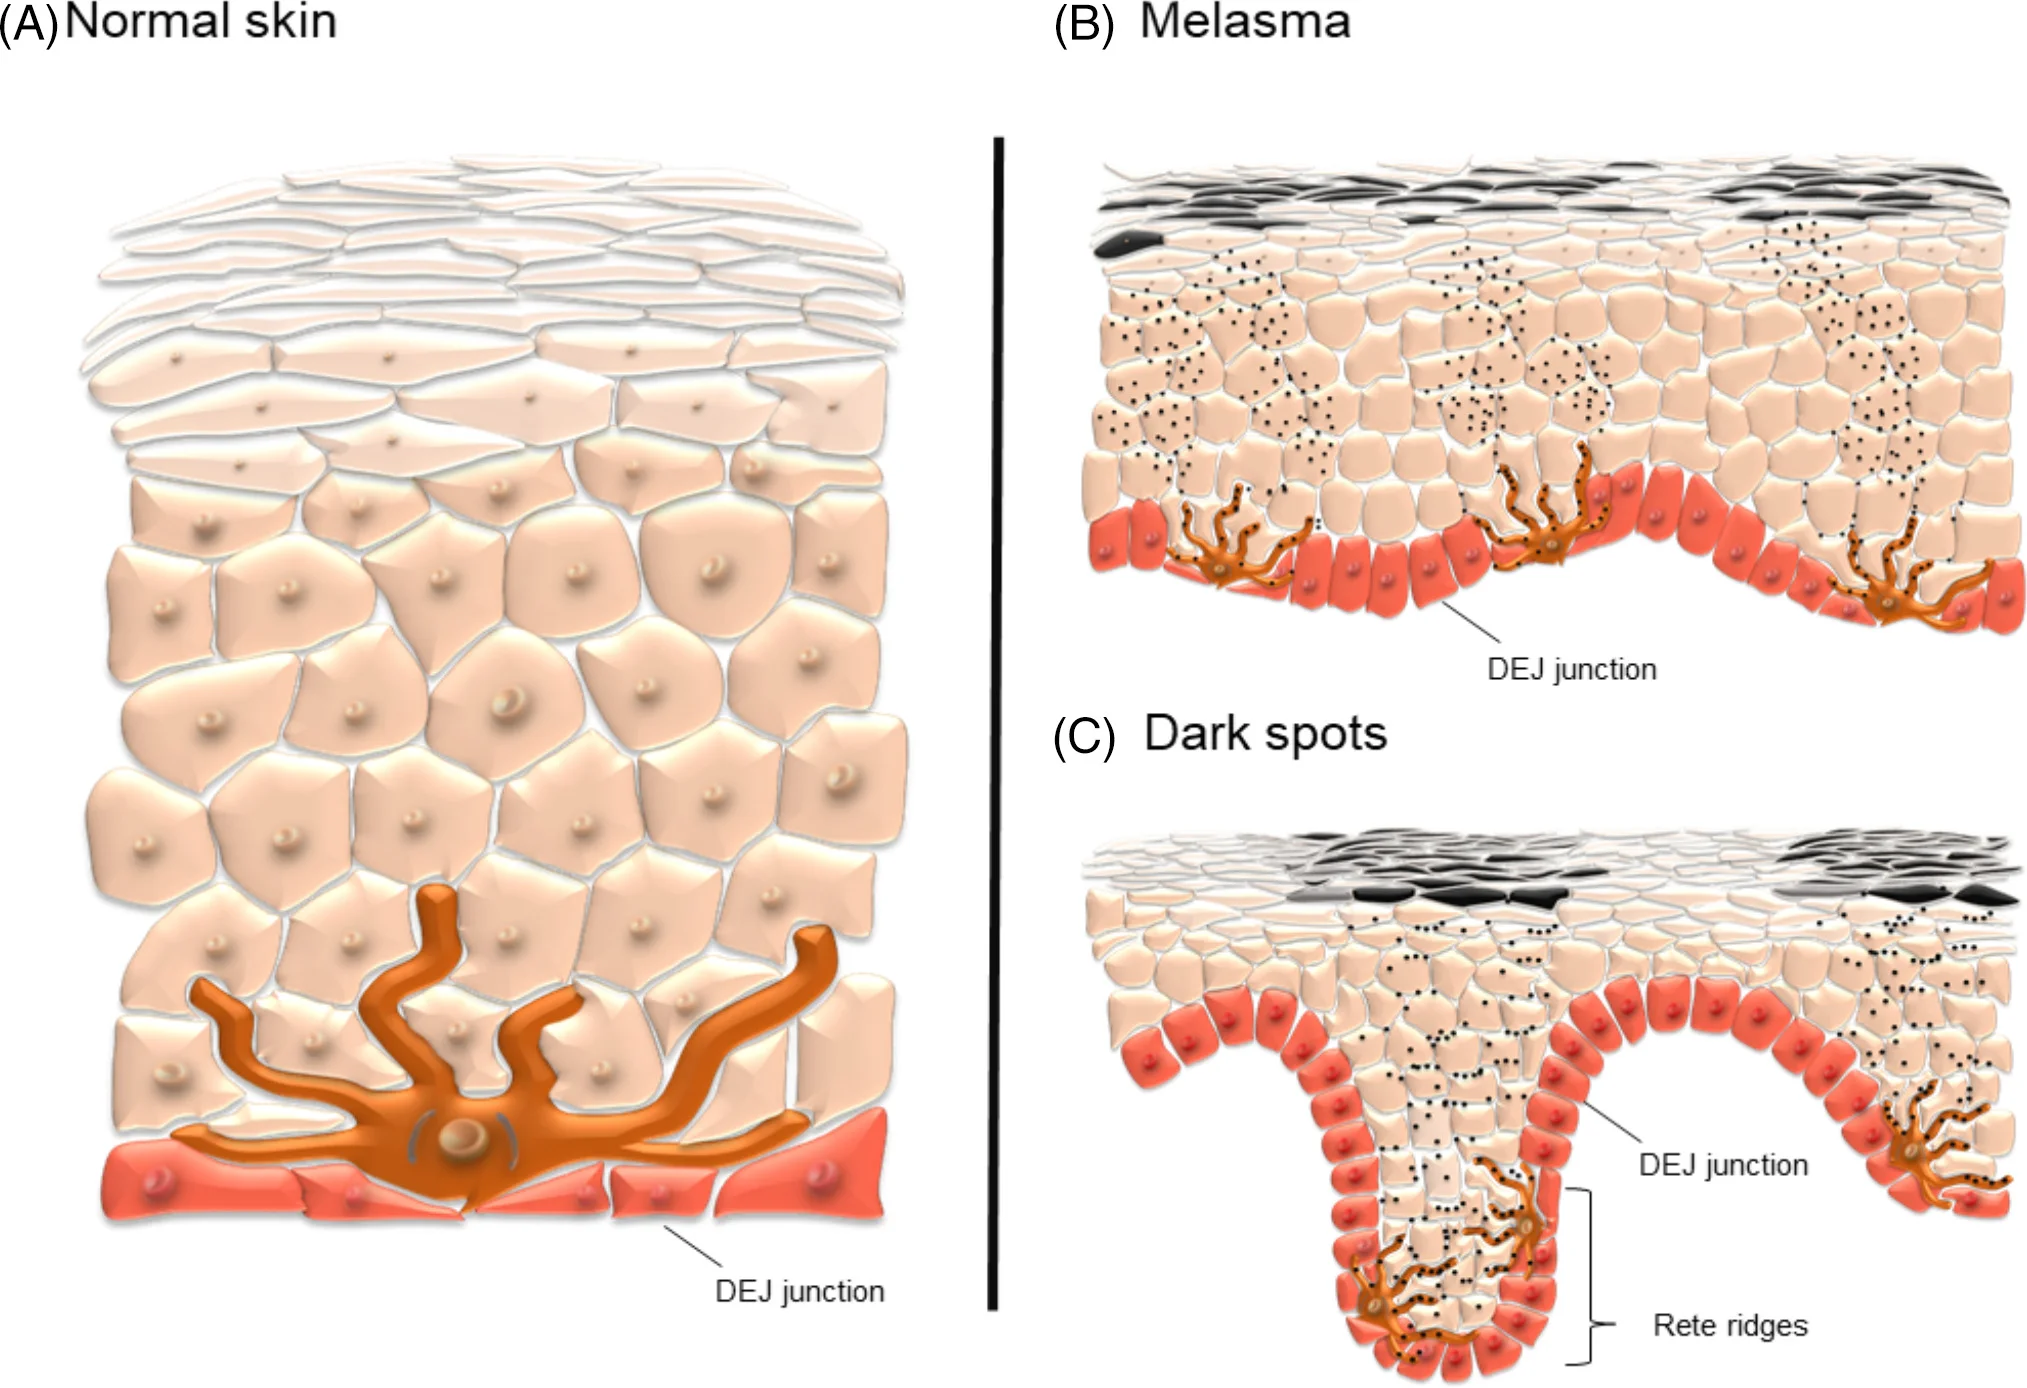 (A) Normal skin
(B) Melasma
DEJ junction
(C) Dark spots
DEJ junction
Rete ridges
DEJ junction